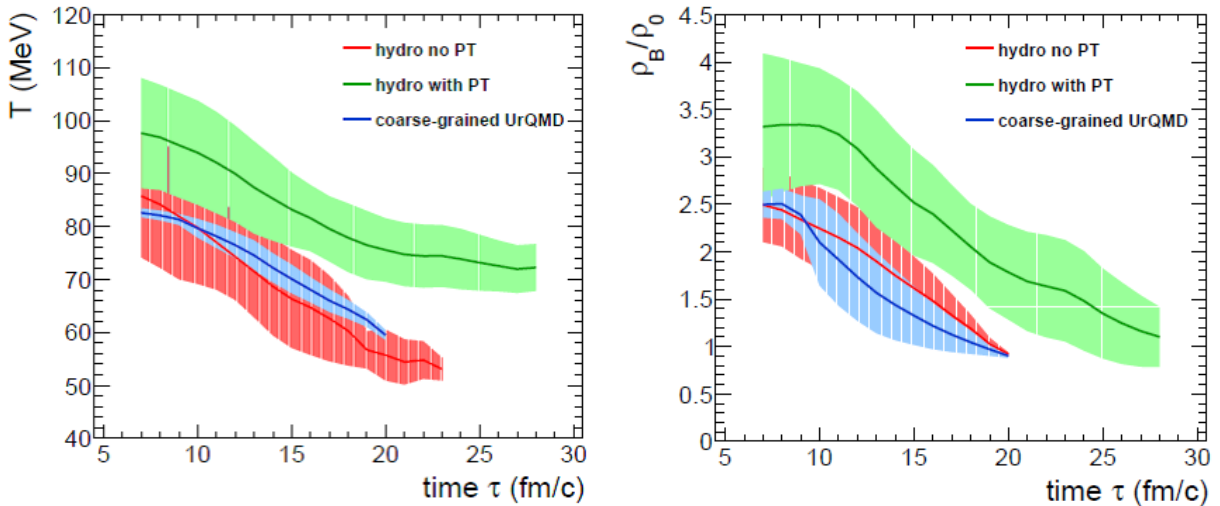 T (MeV)
120
110
100
90
80
70
60
50
40
hydro no PT
hydro with PT
coarse-grained UrQMD
5 10 15 20 25 30
time τ (fm/c)
ρB/ρ0
4.5
4
3.5
3
2.5
2
1.5
1
0.5
0
hydro no PT
hydro with PT
coarse-grained UrQMD
5 10 15 20 25 30
time τ (fm/c)